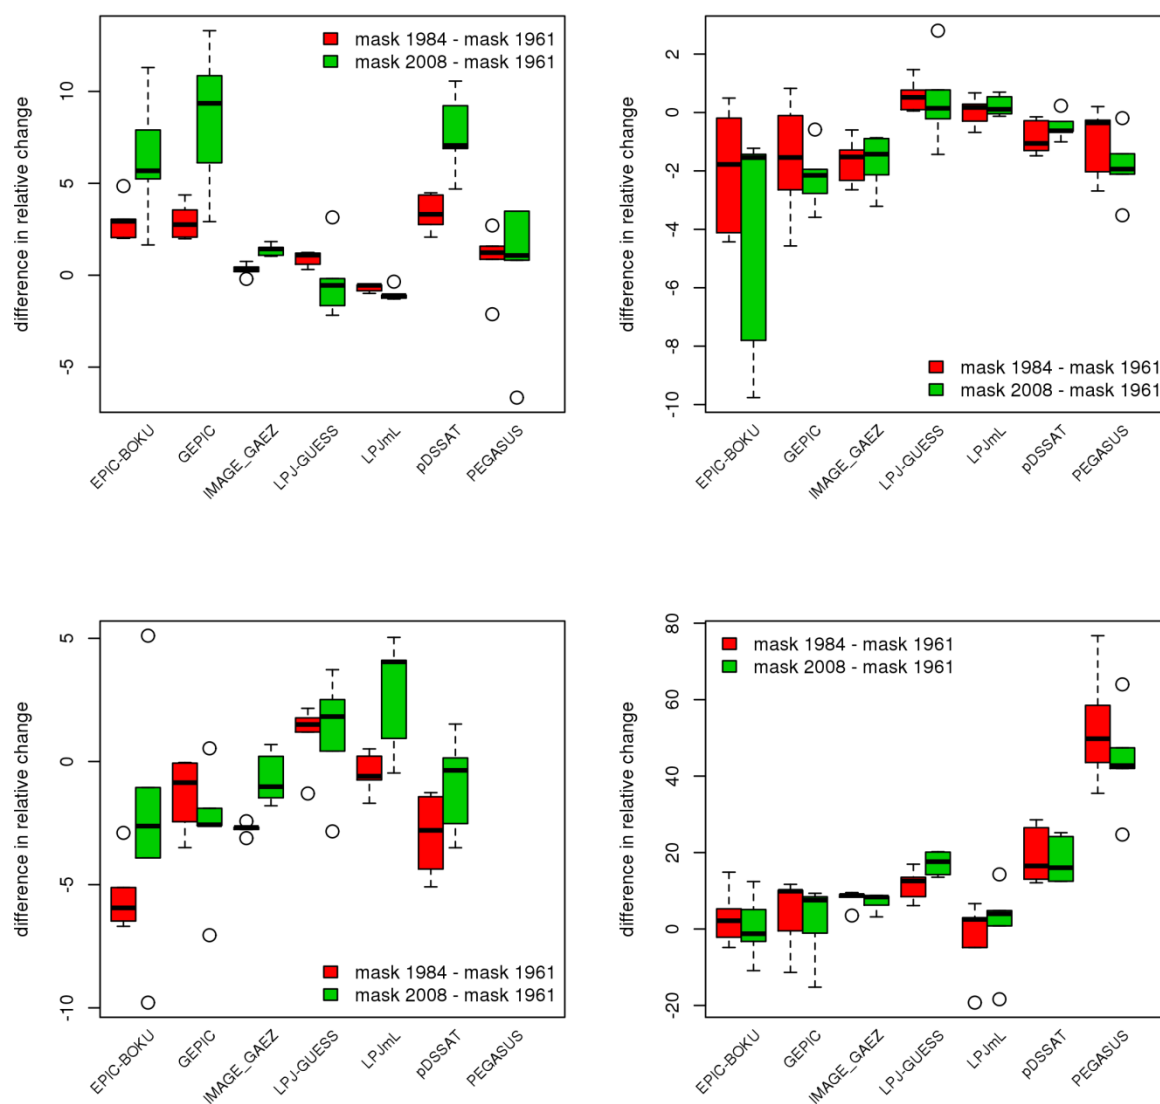 difference in relative change
10
5
0
-5
mask 1984 - mask 1961
mask 2008 - mask 1961
EPIC-BOKU
GEPIC
IMAGE_GAEZ
LPJ-GUESS
LPJmL
pDSSAT
PEGASUS
difference in relative change
2
0
-2
-4
-6
-8
-10
mask 1984 - mask 1961
mask 2008 - mask 1961
EPIC-BOKU
GEPIC
IMAGE_GAEZ
LPJ-GUESS
LPJmL
pDSSAT
PEGASUS
difference in relative change
5
0
-5
-10
mask 1984 - mask 1961
mask 2008 - mask 1961
EPIC-BOKU
GEPIC
IMAGE_GAEZ
LPJ-GUESS
LPJmL
pDSSAT
PEGASUS
difference in relative change
80
60
40
20
0
-20
mask 1984 - mask 1961
mask 2008 - mask 1961
EPIC-BOKU
GEPIC
IMAGE_GAEZ
LPJ-GUESS
LPJmL
pDSSAT
PEGASUS